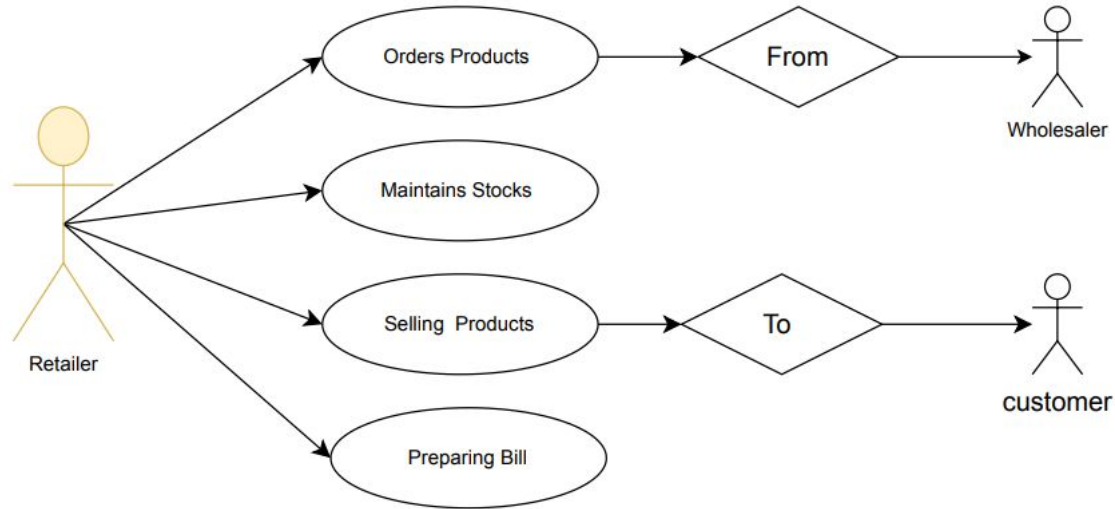 Orders Products
From
Wholesaler
Maintains Stocks
Retailer
Selling Products
To
customer
Preparing Bill